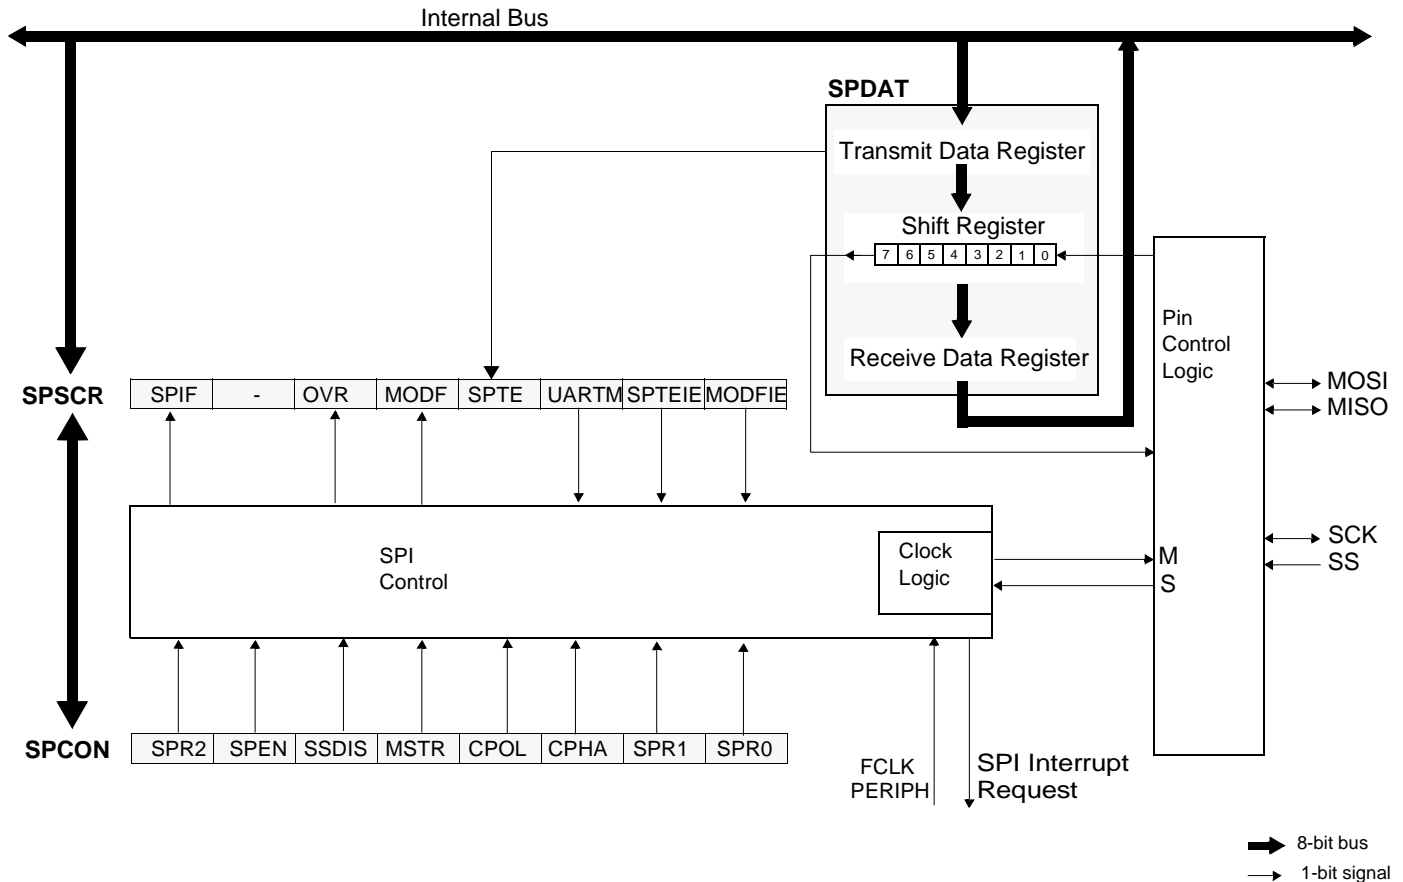 Internal Bus
SPDAT
Transmit Data Register
Shift Register
7 6 5 4 3 2 1 0
Receive Data Register
Pin
Control
Logic
MOSI
MISO
SCK
SS
M
S
SPSCR
SPIF - OVR MODF SPTE UARTM SPTEIE MODFIE
SPI
Control
Clock
Logic
SPCON
SPR2 SPEN SSDIS MSTR CPOL CPHA SPR1 SPR0
FCLK
PERIPH
SPI Interrupt
Request
8-bit bus
1-bit signal